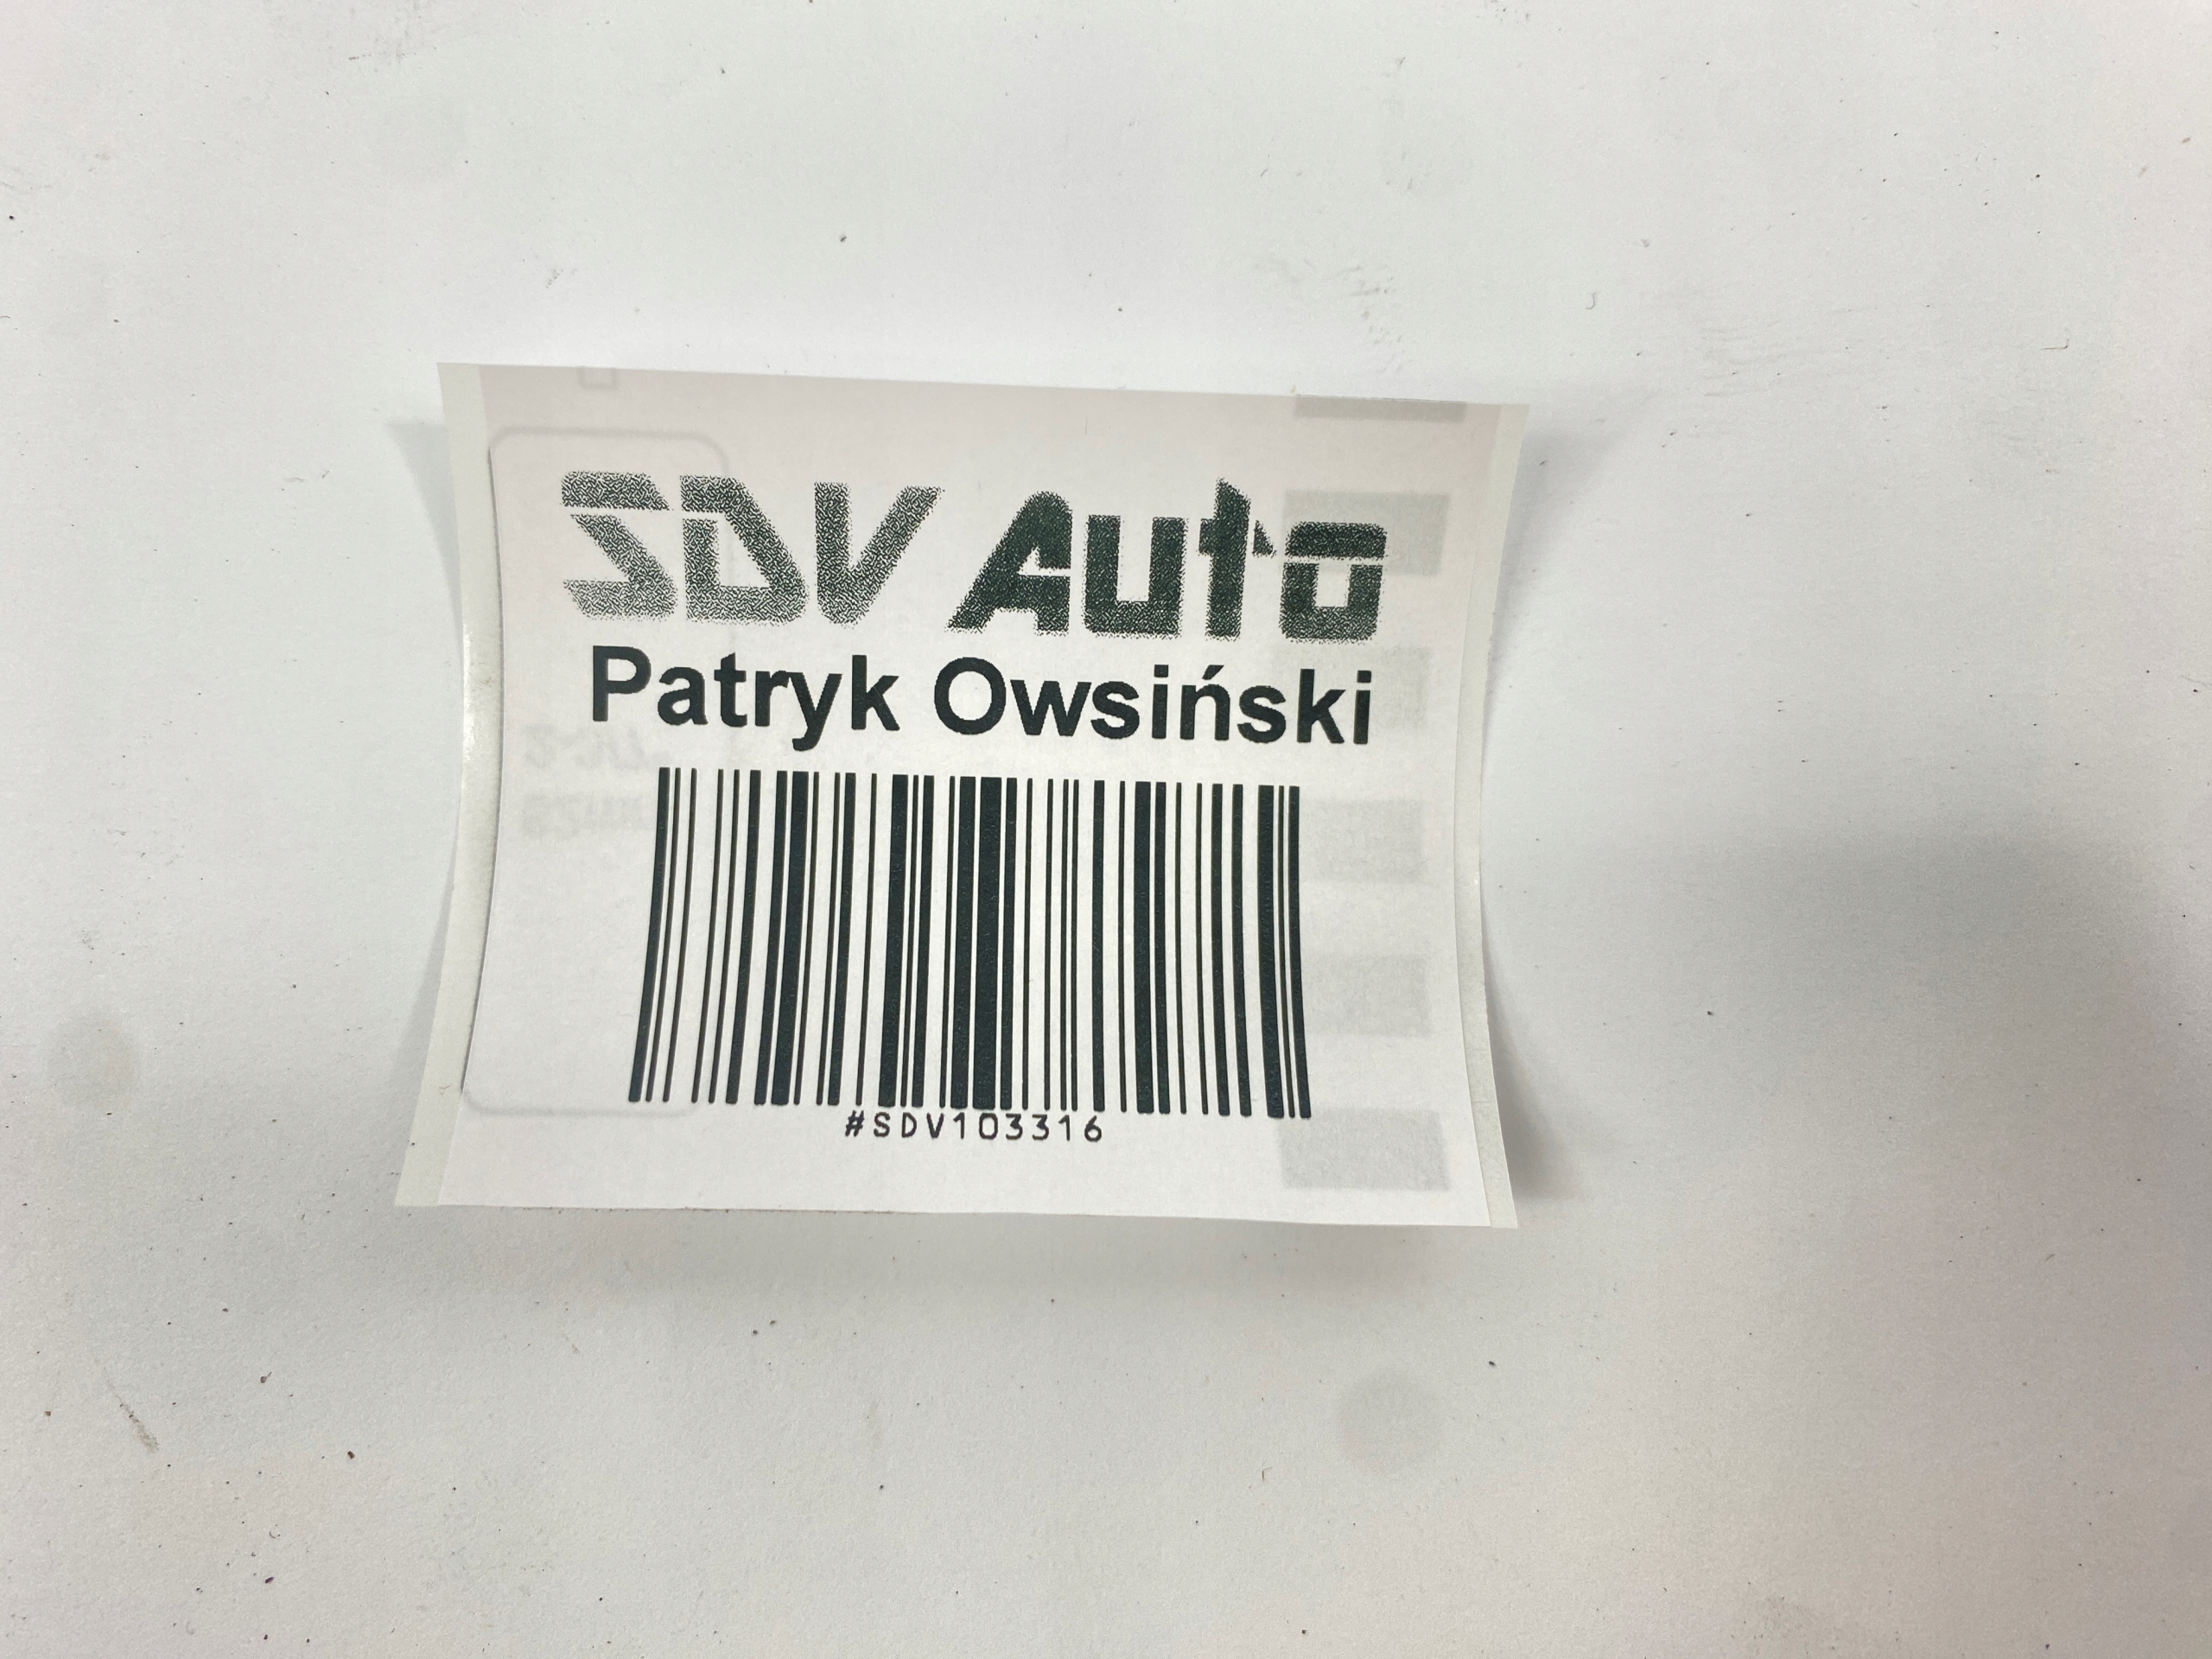 SDV Auto
Patryk Owsiński
#SDV103316